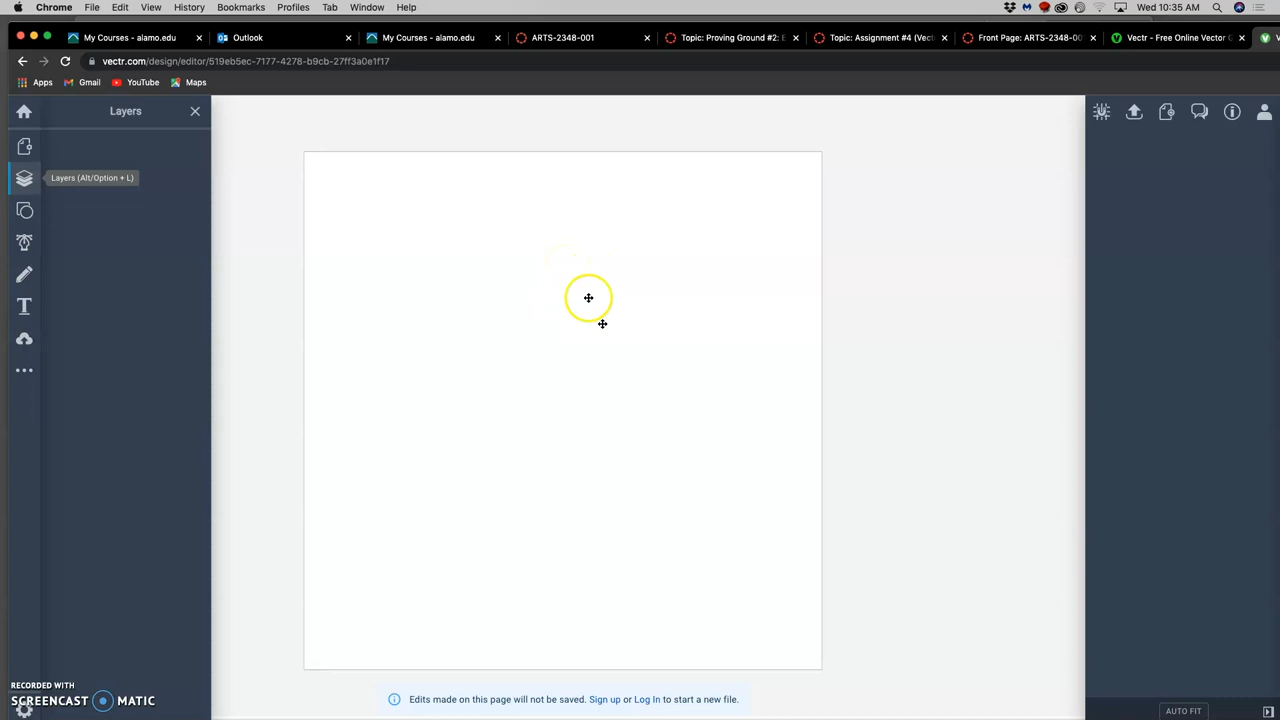 Chrome File Edit View History Bookmarks Profiles Tab Window Help Wed 10:35 AM
My Courses - alamo.edu Outlook My Courses - alamo.edu ARTS-2348-001 Topic: Proving Ground #2: Topic: Assignment #4 (Vect Front Page: ARTS-2348-00 Vectr - Free Online Vector
vectr.com/design/editor/519eb5ec-7177-4278-b9cb-27ff3a0e1f17
Apps Gmail YouTube Maps
Layers
Layers (Alt/Option + L)
T
RECORDED WITH
SCREENCAST MATIC
Edits made on this page will not be saved. Sign up or Log In to start a new file.
AUTO FIT